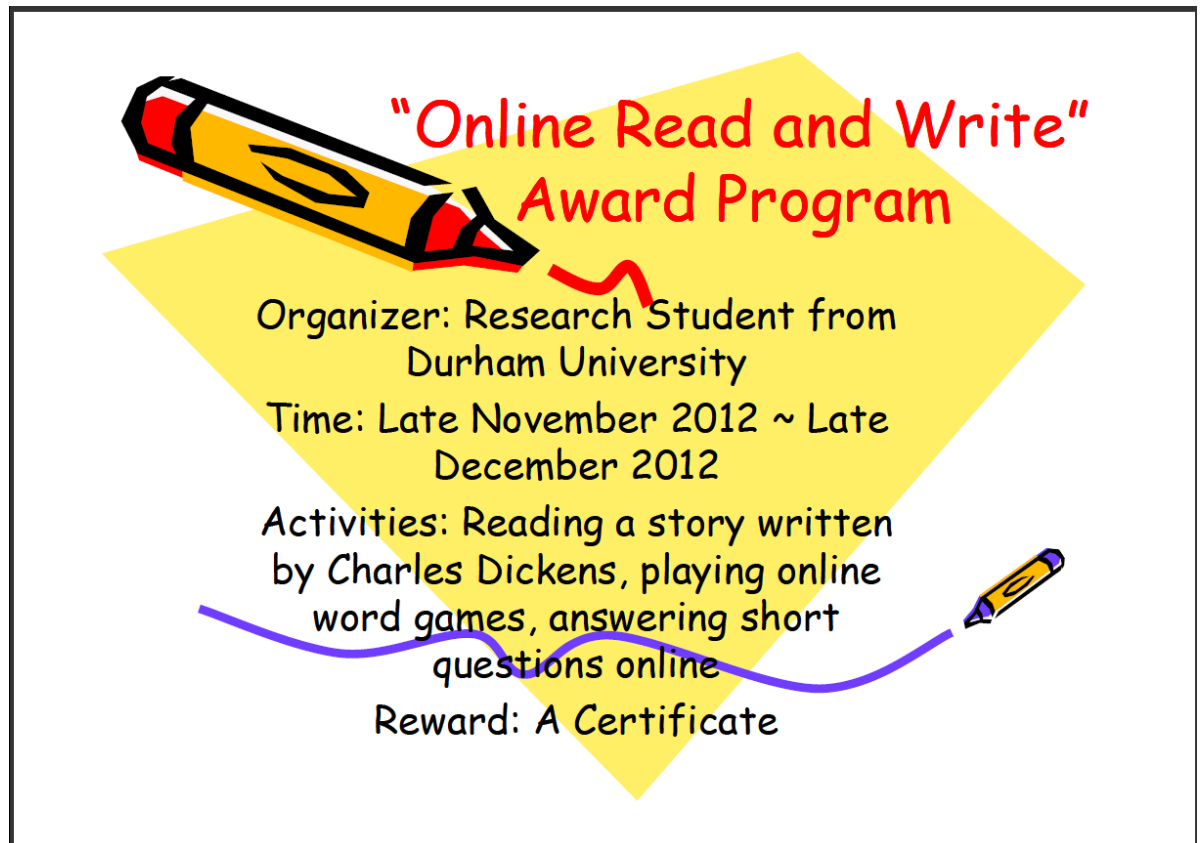 “Online Read and Write”
Award Program
Organizer: Research Student from
Durham University
Time: Late November 2012 ~ Late
December 2012
Activities: Reading a story written
by Charles Dickens, playing online
word games, answering short
questions online
Reward: A Certificate